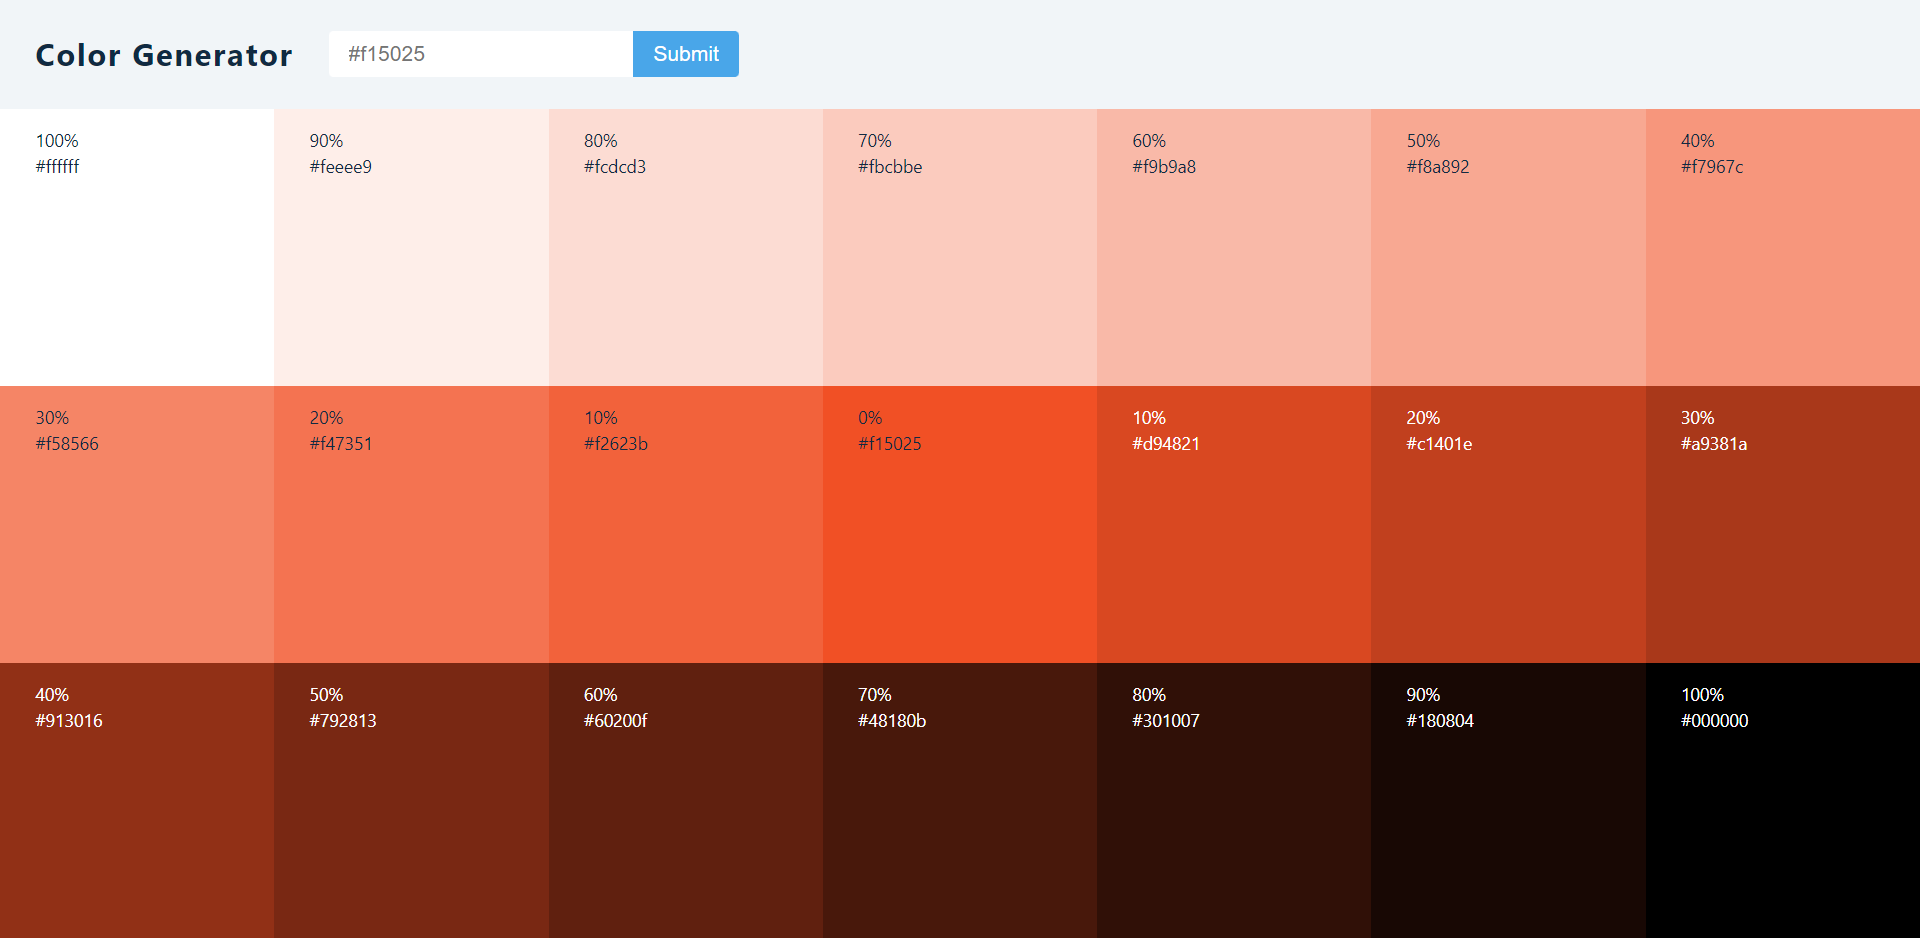 Color Generator
#f15025
Submit
100%
#ffffff
90%
#feeee9
80%
#fcdcd3
70%
#fbcbbe
60%
#f9b9a8
50%
#f8a892
40%
#f7967c
30%
#f58566
20%
#f47351
10%
#f2623b
0%
#f15025
10%
#d94821
20%
#c1401e
30%
#a9381a
40%
#913016
50%
#792813
60%
#60200f
70%
#48180b
80%
#301007
90%
#180804
100%
#000000